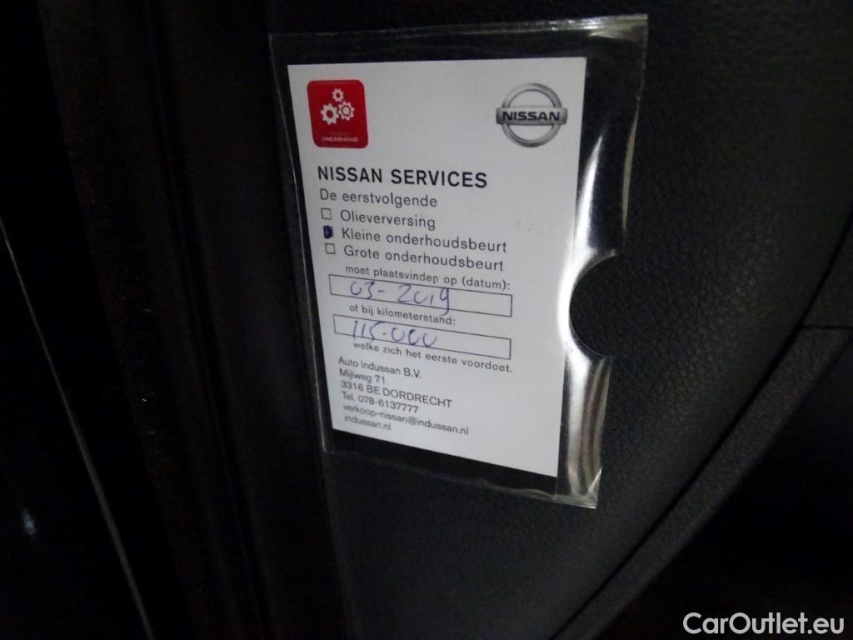 ONDERHOUD
NISSAN
NISSAN SERVICES
De eerstvolgende
Olieverversing
Kleine onderhoudsbeurt
Grote onderhoudsbeurt
moet plaatsvinden op (datum):
03-2019
of bij kilometerstand:
115.000
welke zich het eerste voordoet.
Auto Indussan B.V.
Mijlweg 71
3316 BE DORDRECHT
Tel. 078-6137777
verkoop-nissan@indussan.nl
indussan.nl
CarOutlet.eu